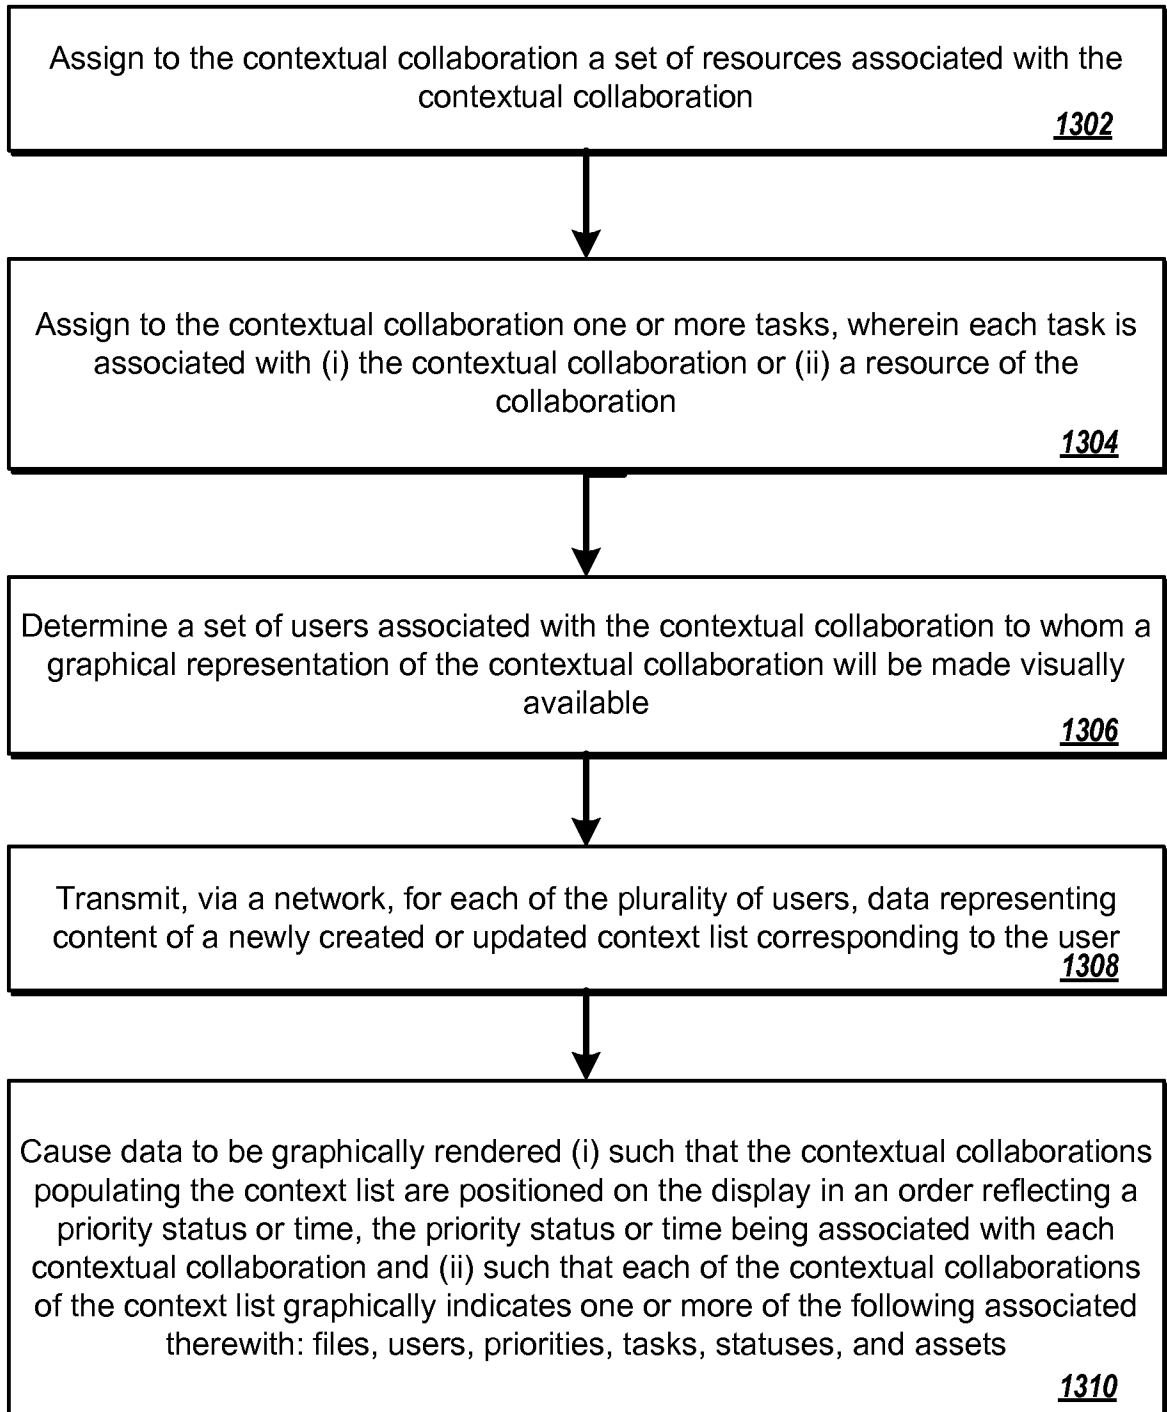 Assign to the contextual collaboration a set of resources associated with the
contextual collaboration
1302
Assign to the contextual collaboration one or more tasks, wherein each task is
associated with (i) the contextual collaboration or (ii) a resource of the
collaboration
1304
Determine a set of users associated with the contextual collaboration to whom a
graphical representation of the contextual collaboration will be made visually
available
1306
Transmit, via a network, for each of the plurality of users, data representing
content of a newly created or updated context list corresponding to the user
1308
Cause data to be graphically rendered (i) such that the contextual collaborations
populating the context list are positioned on the display in an order reflecting a
priority status or time, the priority status or time being associated with each
contextual collaboration and (ii) such that each of the contextual collaborations
of the context list graphically indicates one or more of the following associated
therewith: files, users, priorities, tasks, statuses, and assets
1310